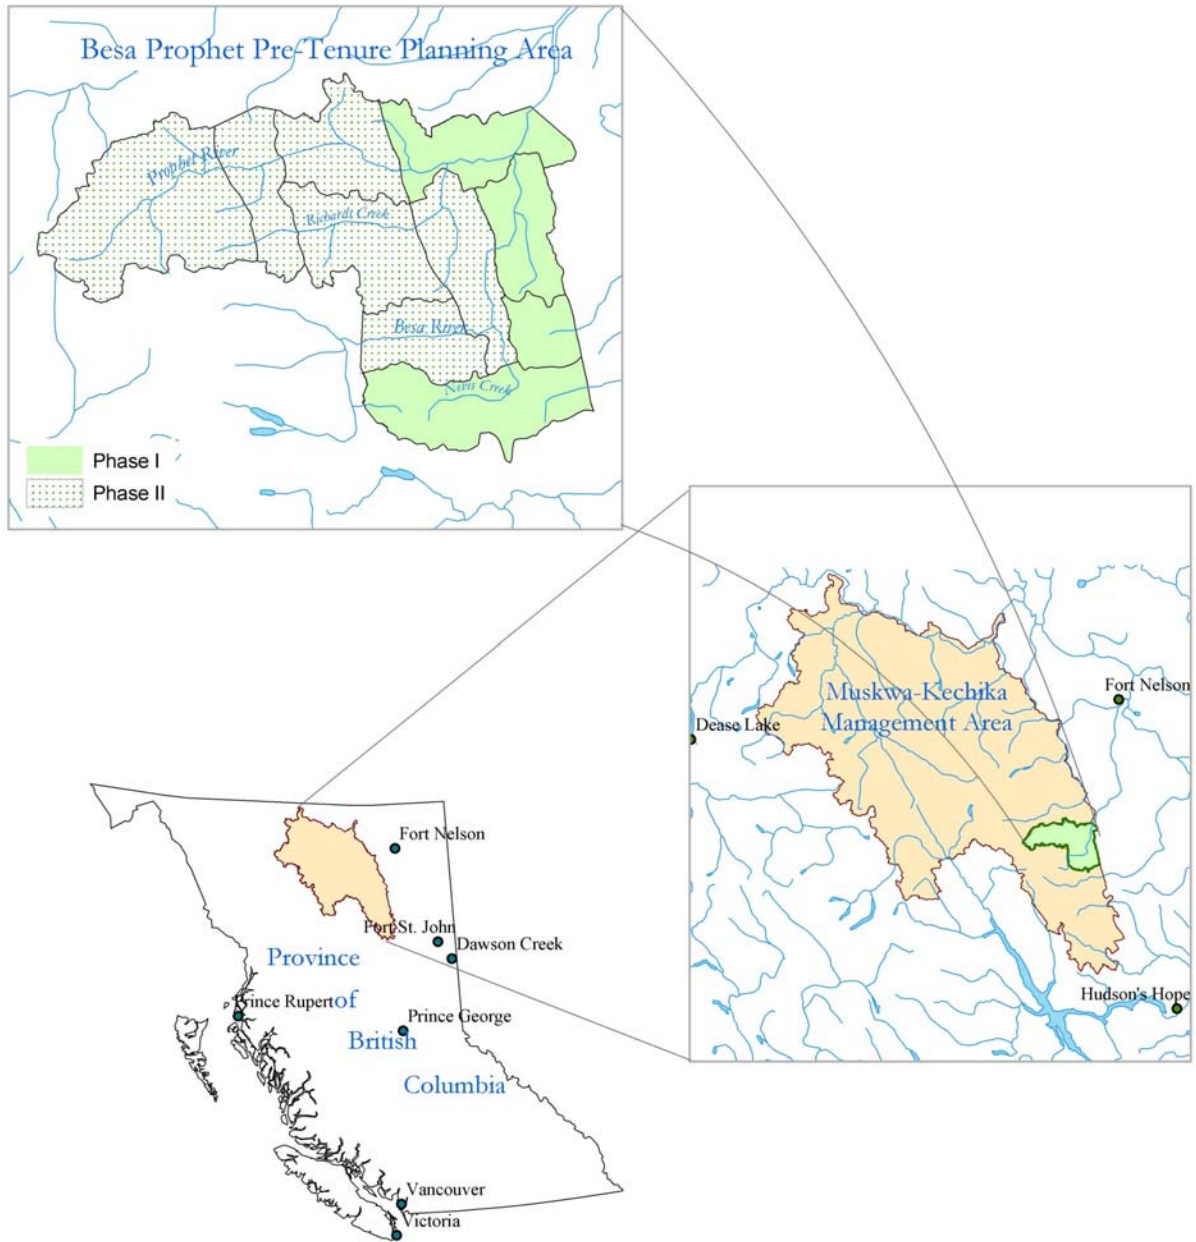 Besa Prophet Pre-Tenure Planning Area
Prophet River
Richardt Creek
Besa River
Nevis Creek
Phase I
Phase II
Muskwa-Kechika
Management Area
Fort Nelson
Dease Lake
Hudson's Hope
Fort Nelson
Fort St. John
Dawson Creek
Province
of
British
Columbia
Prince Rupert
Prince George
Vancouver
Victoria